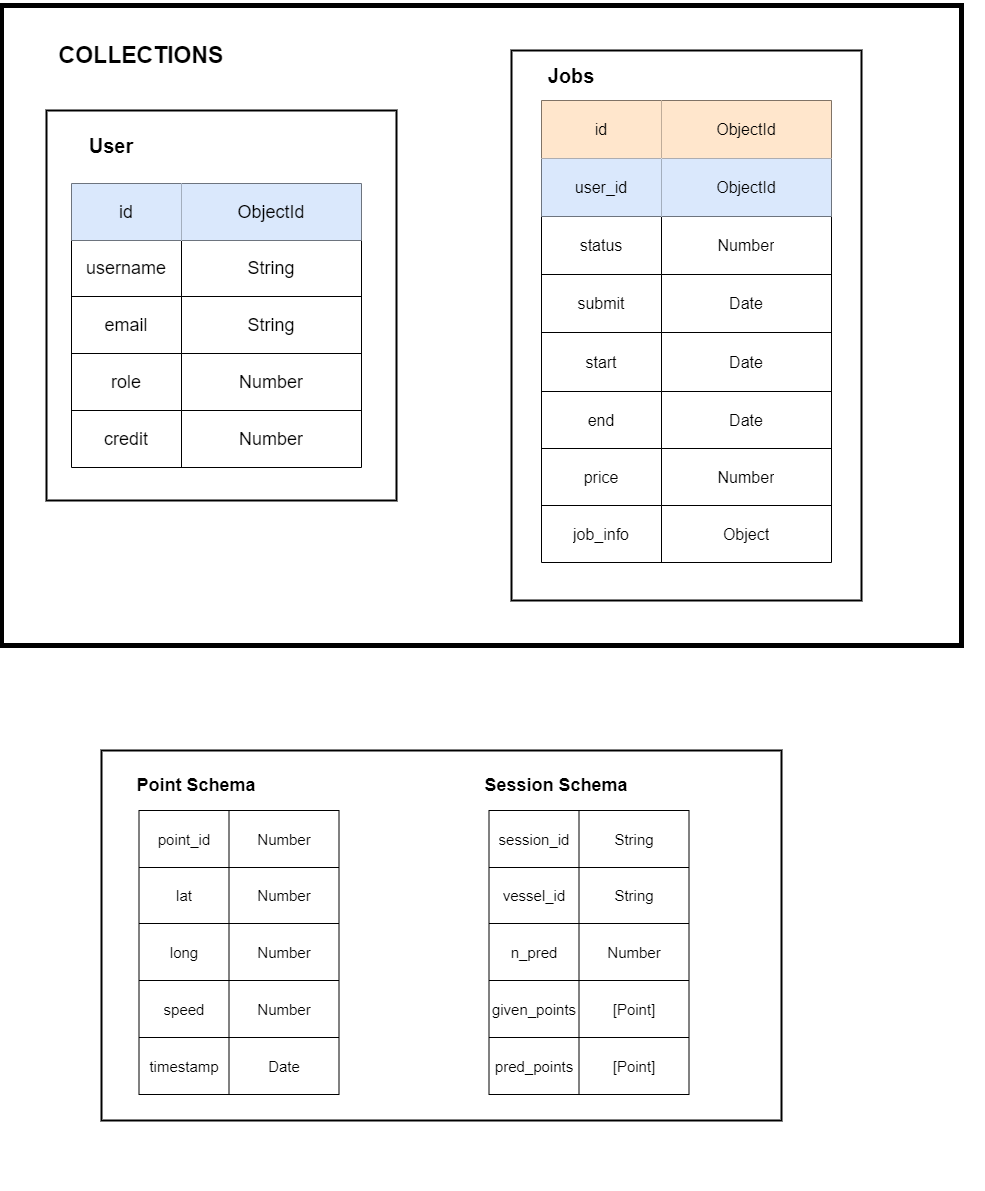 COLLECTIONS
User
id ObjectId
username String
email String
role Number
credit Number
Jobs
id ObjectId
user_id ObjectId
status Number
submit Date
start Date
end Date
price Number
job_info Object
Point Schema
point_id Number
lat Number
long Number
speed Number
timestamp Date
Session Schema
session_id String
vessel_id String
n_pred Number
given_points [Point]
pred_points [Point]